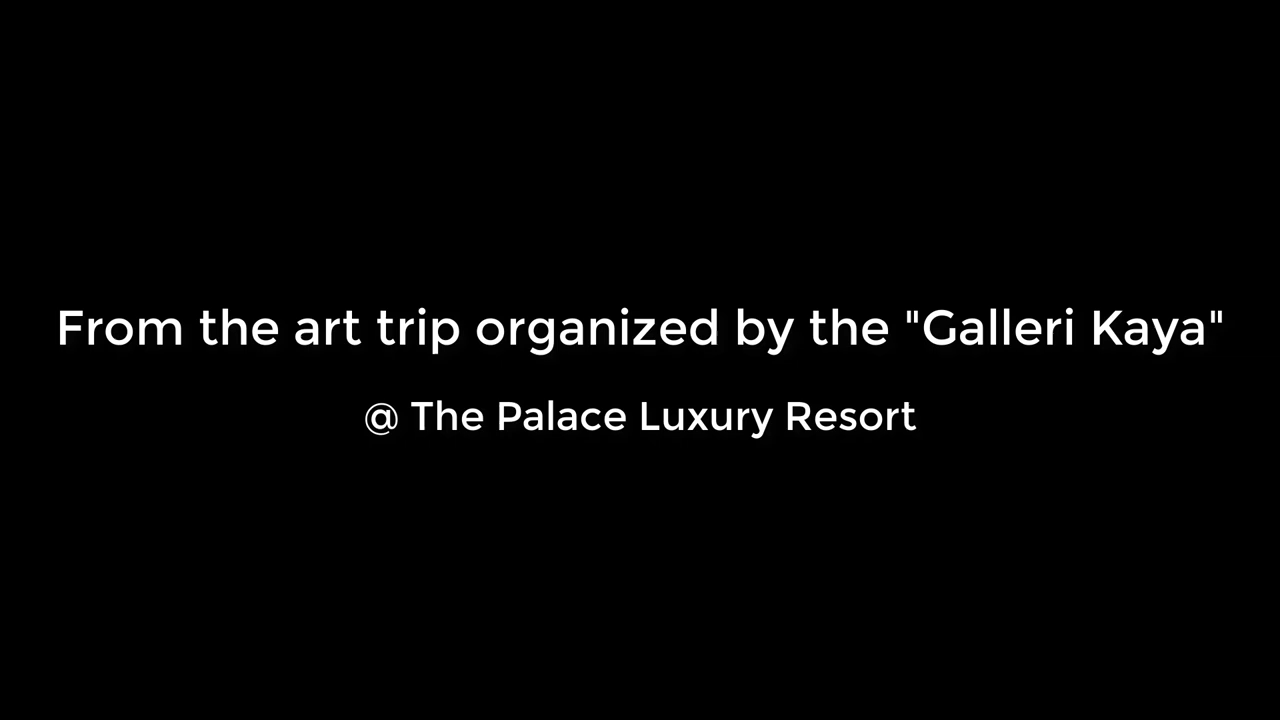 From the art trip organized by the "Galleri Kaya"
@ The Palace Luxury Resort